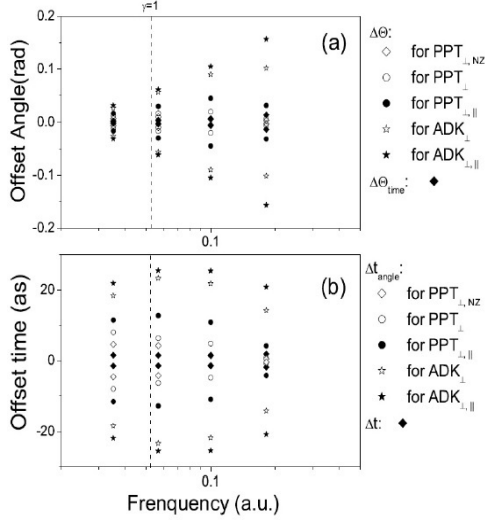 γ=1
(a)
0.2
0.1
0.0
-0.1
-0.2
Offset Angle(rad)
0.1
ΔΘ:
for PPT⊥,NZ
for PPT⊥
for PPT⊥,||
for ADK⊥
for ADK⊥,||
ΔΘtime:
(b)
20
0
-20
Offset time (as)
0.1
Frenquency (a.u.)
Δtangle:
for PPT⊥,NZ
for PPT⊥
for PPT⊥,||
for ADK⊥
for ADK⊥,||
Δt: